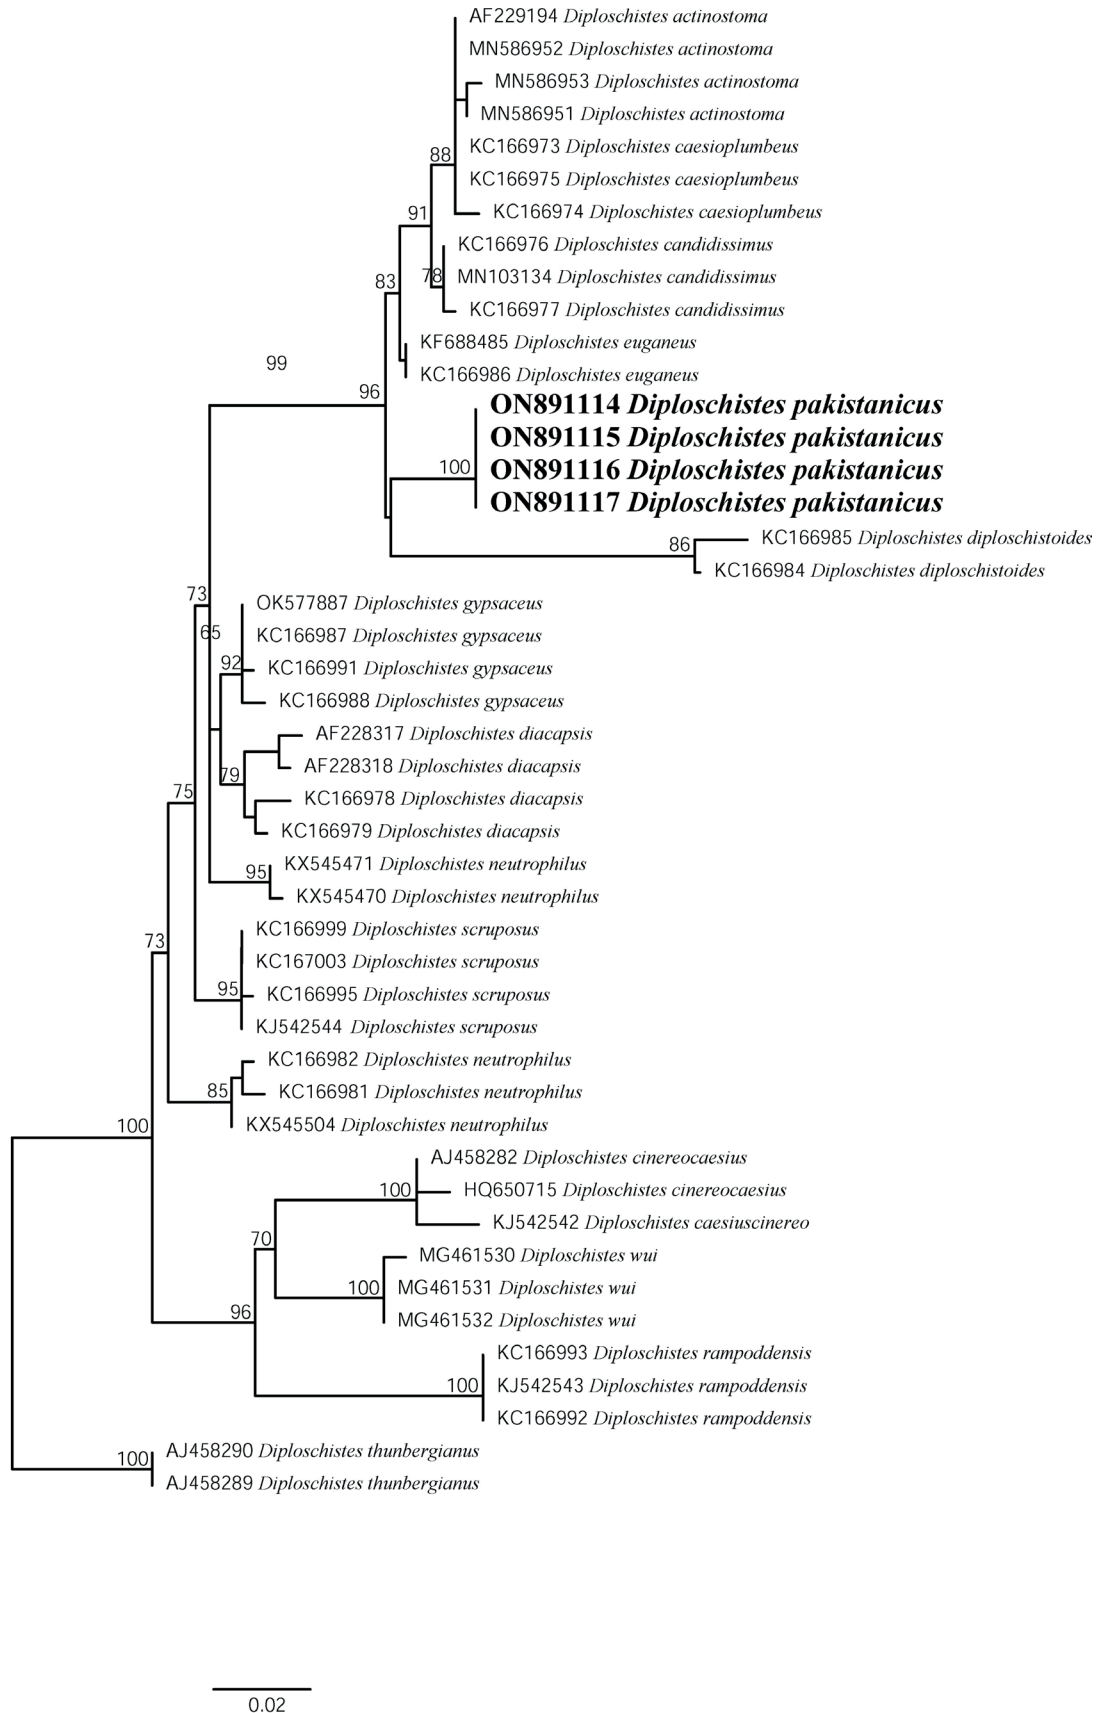 AF229194 Diploschistes actinostoma
MN586952 Diploschistes actinostoma
MN586953 Diploschistes actinostoma
MN586951 Diploschistes actinostoma
KC166973 Diploschistes caesioplumbeus
88
KC166975 Diploschistes caesioplumbeus
KC166974 Diploschistes caesioplumbeus
91
KC166976 Diploschistes candidissimus
78
MN103134 Diploschistes candidissimus
83
KC166977 Diploschistes candidissimus
KF688485 Diploschistes euganeus
99
KC166986 Diploschistes euganeus
96
ON891114 Diploschistes pakistanicus
ON891115 Diploschistes pakistanicus
100
ON891116 Diploschistes pakistanicus
ON891117 Diploschistes pakistanicus
KC166985 Diploschistes diploschistoides
86
KC166984 Diploschistes diploschistoides
73
OK577887 Diploschistes gypsaceus
65
KC166987 Diploschistes gypsaceus
92
KC166991 Diploschistes gypsaceus
KC166988 Diploschistes gypsaceus
AF228317 Diploschistes diacapsis
79
AF228318 Diploschistes diacapsis
75
KC166978 Diploschistes diacapsis
KC166979 Diploschistes diacapsis
KX545471 Diploschistes neutrophilus
95
KX545470 Diploschistes neutrophilus
KC166999 Diploschistes scruposus
73
KC167003 Diploschistes scruposus
95
KC166995 Diploschistes scruposus
KJ542544 Diploschistes scruposus
KC166982 Diploschistes neutrophilus
85
KC166981 Diploschistes neutrophilus
100
KX545504 Diploschistes neutrophilus
AJ458282 Diploschistes cinereocaesius
100
HQ650715 Diploschistes cinereocaesius
KJ542542 Diploschistes caesiuscinereo
70
MG461530 Diploschistes wui
100
MG461531 Diploschistes wui
96
MG461532 Diploschistes wui
KC166993 Diploschistes rampoddensis
100
KJ542543 Diploschistes rampoddensis
KC166992 Diploschistes rampoddensis
100
AJ458290 Diploschistes thunbergianus
AJ458289 Diploschistes thunbergianus
0.02